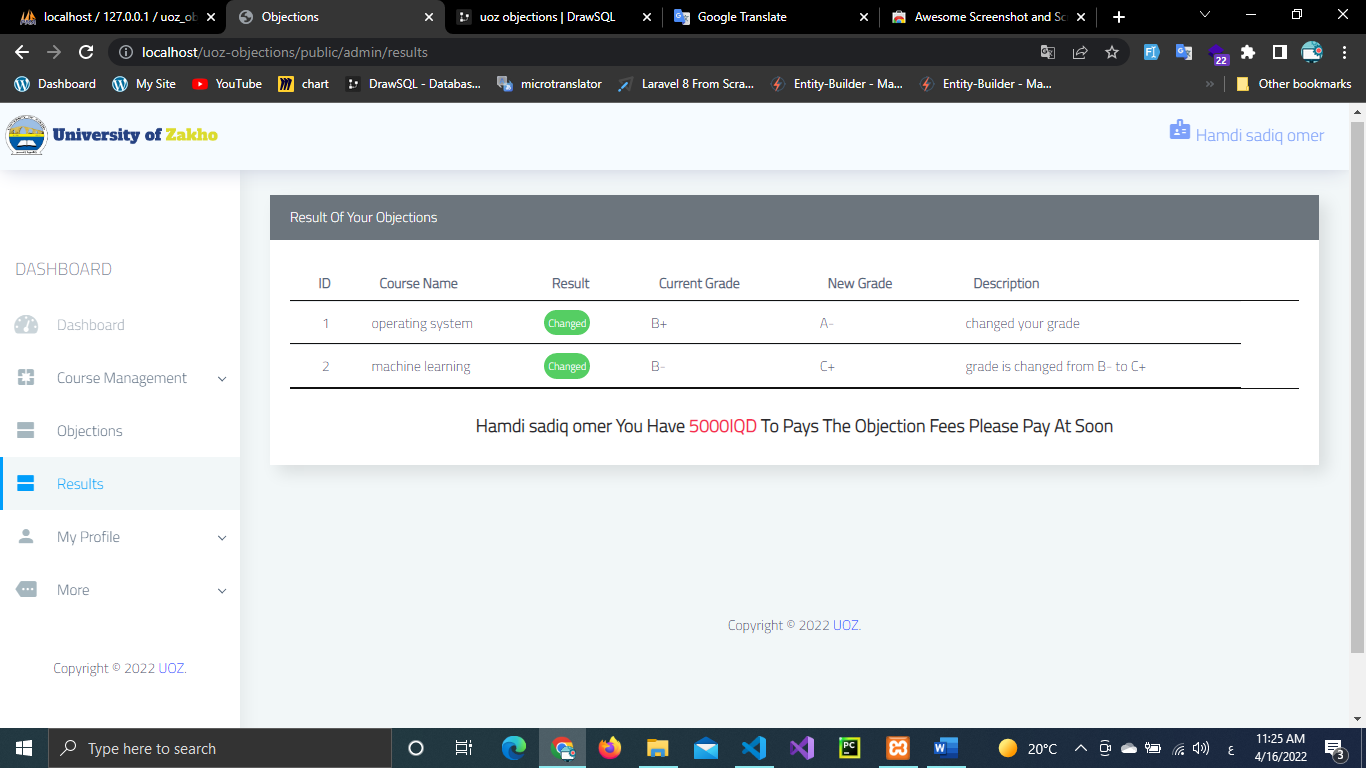 localhost / 127.0.0.1 / uoz_ob
Objections
uoz objections | DrawSQL
Google Translate
Awesome Screenshot and Sc
localhost/uoz-objections/public/admin/results
22
Dashboard
My Site
YouTube
chart
DrawSQL - Databas...
microtranslator
Laravel 8 From Scra...
Entity-Builder - Ma...
Entity-Builder - Ma...
Other bookmarks
University of Zakho
Hamdi sadiq omer
DASHBOARD
Dashboard
Course Management
Objections
Results
My Profile
More
Copyright © 2022 UOZ.
Result Of Your Objections
ID Course Name Result Current Grade New Grade Description
1 operating system Changed B+ A- changed your grade
2 machine learning Changed B- C+ grade is changed from B- to C+
Hamdi sadiq omer You Have 5000IQD To Pays The Objection Fees Please Pay At Soon
Copyright © 2022 UOZ.
Type here to search
20°C
ع
11:25 AM
4/16/2022
3